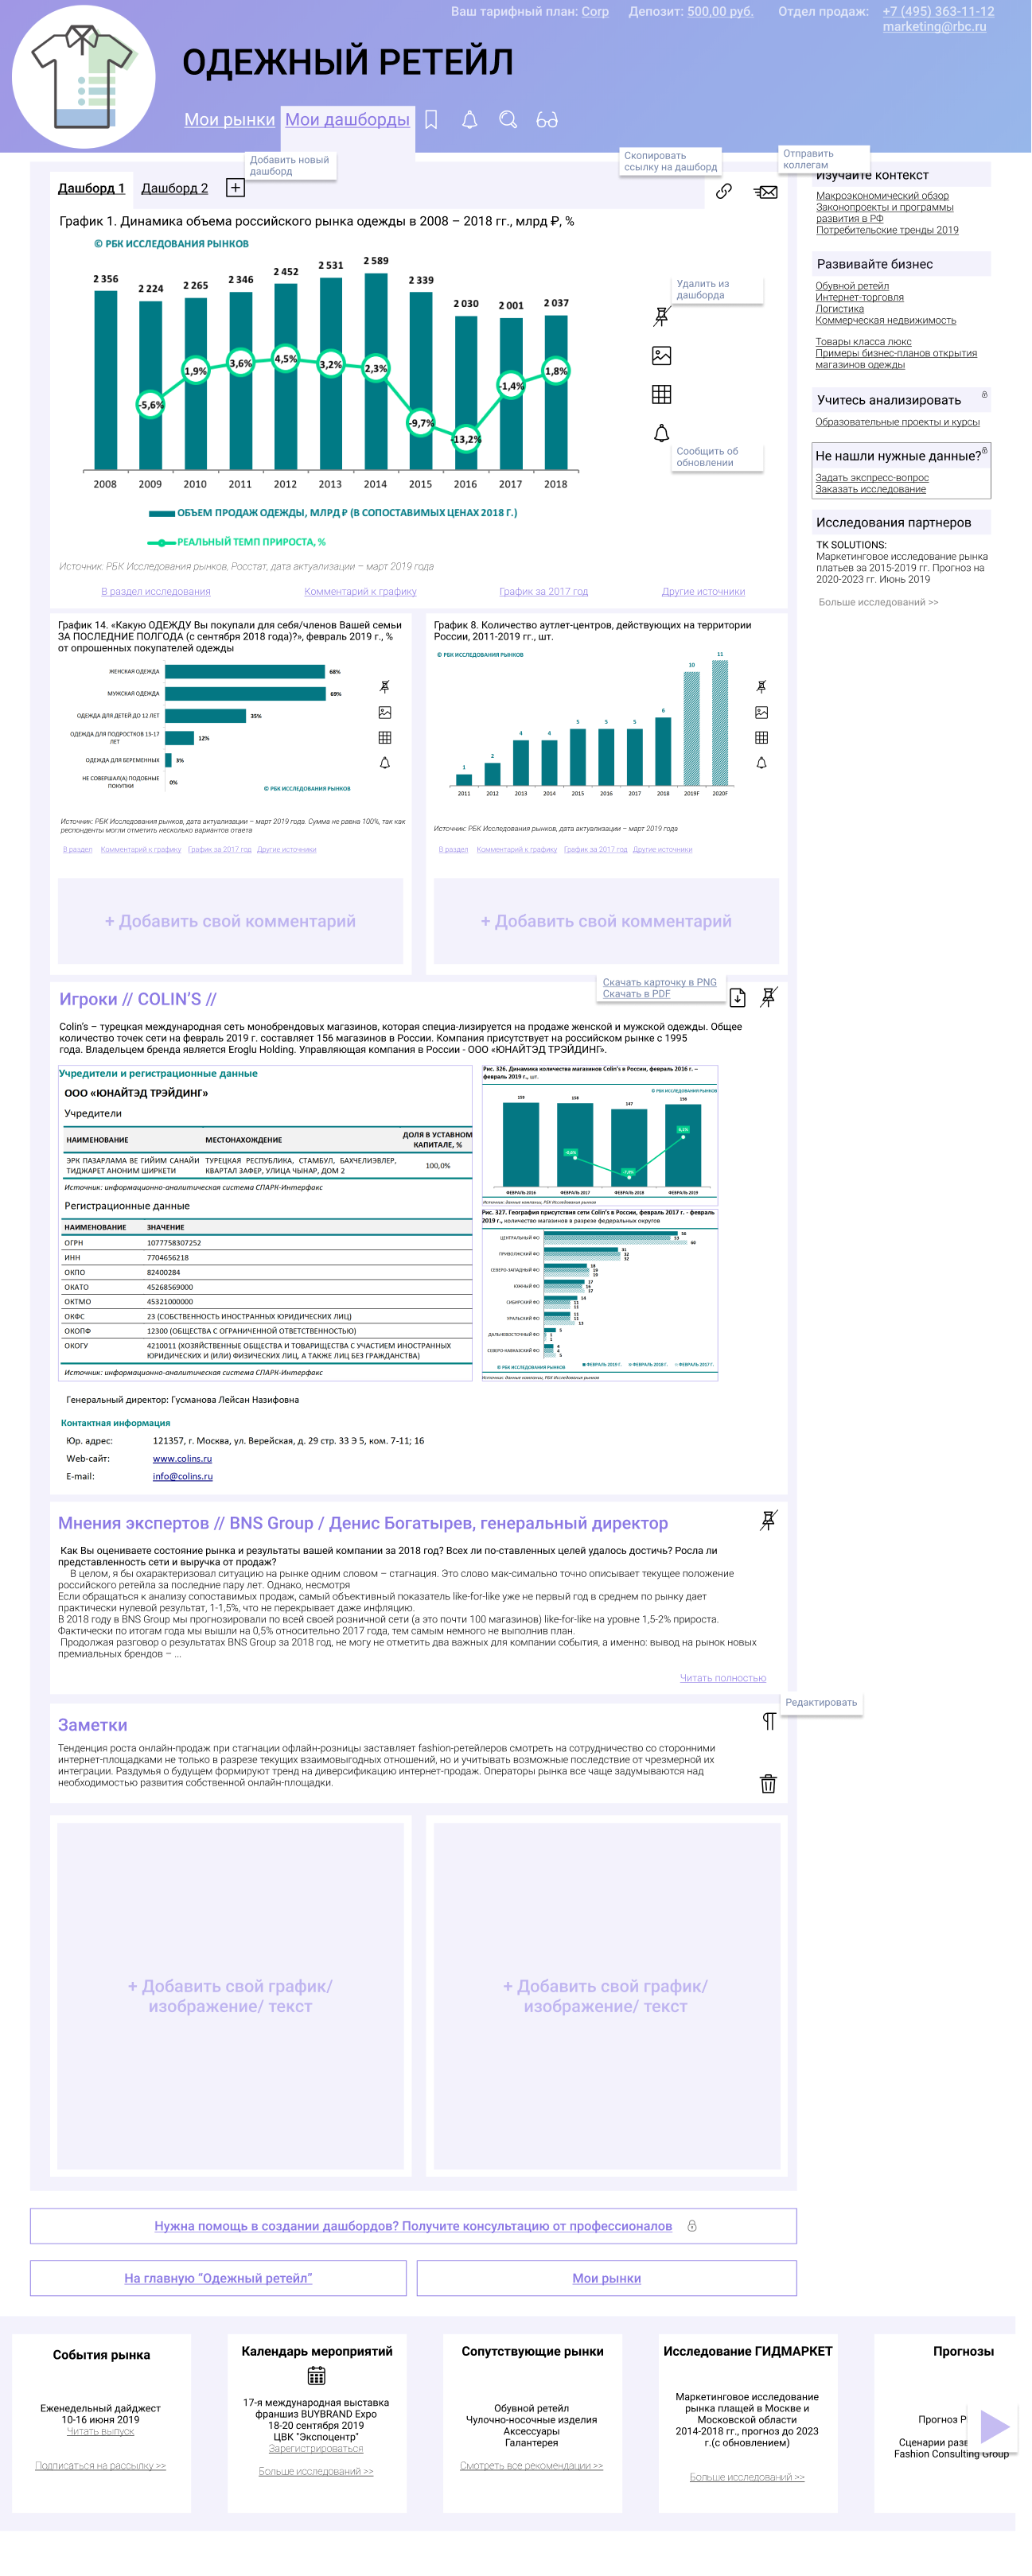 Ваш тарифный план: Corp
Депозит: 500,00 руб.
Отдел продаж:
+7 (495) 363-11-12
marketing@rbc.ru
ОДЕЖНЫЙ РЕТЕЙЛ
Мои рынки
Мои дашборды
Добавить новый
дашборд
Скопировать
ссылку на дашборд
Отправить
коллегам
Дашборд 1
Дашборд 2
График 1. Динамика объема российского рынка одежды в 2008 – 2018 гг., млрд ₽, %
© РБК ИССЛЕДОВАНИЯ РЫНКОВ
2 356
2 224
2 265
2 346
2 452
2 531
2 589
2 339
2 030
2 001
2 037
-5,6%
1,9%
3,6%
4,5%
3,2%
2,3%
-9,7%
-13,2%
-1,4%
1,8%
2008 2009 2010 2011 2012 2013 2014 2015 2016 2017 2018
ОБЪЕМ ПРОДАЖ ОДЕЖДЫ, МЛРД ₽ (В СОПОСТАВИМЫХ ЦЕНАХ 2018 Г.)
РЕАЛЬНЫЙ ТЕМП ПРИРОСТА, %
Удалить из
дашборда
Сообщить об
обновлении
Источник: РБК Исследования рынков, Росстат, дата актуализации – март 2019 года
В раздел исследования
Комментарий к графику
График за 2017 год
Другие источники
Изучайте контекст
Макроэкономический обзор
Законопроекты и программы
развития в РФ
Потребительские тренды 2019
Развивайте бизнес
Обувной ретейл
Интернет-торговля
Логистика
Коммерческая недвижимость
Товары класса люкс
Примеры бизнес-планов открытия
магазинов одежды
Учитесь анализировать
Образовательные проекты и курсы
Не нашли нужные данные?
Задать экспресс-вопрос
Заказать исследование
Исследования партнеров
TK SOLUTIONS:
Маркетинговое исследование рынка
платьев за 2015-2019 гг. Прогноз на
2020-2023 гг. Июнь 2019
Больше исследований >>
График 14. «Какую ОДЕЖДУ Вы покупали для себя/членов Вашей семьи
ЗА ПОСЛЕДНИЕ ПОЛГОДА (с сентября 2018 года)?», февраль 2019 г., %
от опрошенных покупателей одежды
ЖЕНСКАЯ ОДЕЖДА 68%
МУЖСКАЯ ОДЕЖДА 69%
ОДЕЖДА ДЛЯ ДЕТЕЙ ДО 12 ЛЕТ 35%
ОДЕЖДА ДЛЯ ПОДРОСТКОВ 13-17
ЛЕТ
12%
ОДЕЖДА ДЛЯ БЕРЕМЕННЫХ 3%
НЕ СОВЕРШАЛ(А) ПОДОБНЫЕ
ПОКУПКИ
0%
© РБК ИССЛЕДОВАНИЯ РЫНКОВ
Источник: РБК Исследования рынков, дата актуализации – март 2019 года. Сумма не равна 100%, так как
респонденты могли отметить несколько вариантов ответа
В раздел
Комментарий к графику
График за 2017 год
Другие источники
+ Добавить свой комментарий
График 8. Количество аутлет-центров, действующих на территории
России, 2011-2019 гг., шт.
© РБК ИССЛЕДОВАНИЯ РЫНКОВ
1 2 4 4 5 5 5 6 10 11
2011 2012 2013 2014 2015 2016 2017 2018 2019F 2020F
Источник: РБК Исследования рынков, дата актуализации – март 2019 года
В раздел
Комментарий к графику
График за 2017 год
Другие источники
+ Добавить свой комментарий
Скачать карточку в PNG
Скачать в PDF
Игроки // COLIN’S //
Colin’s – турецкая международная сеть монобрендовых магазинов, которая специа-лизируется на продаже женской и мужской одежды. Общее
количество точек сети на февраль 2019 г. составляет 156 магазинов в России. Компания присутствует на российском рынке с 1995
года. Владельцем бренда является Eroglu Holding. Управляющая компания в России - ООО «ЮНАЙТЭД ТРЭЙДИНГ».
Учредители и регистрационные данные
ООО «ЮНАЙТЭД ТРЭЙДИНГ»
Учредители
НАИМЕНОВАНИЕ
МЕСТОНАХОЖДЕНИЕ
ДОЛЯ В УСТАВНОМ
КАПИТАЛЕ, %
ЭРК ПАЗАРЛАМА ВЕ ГИЙИМ САНАЙИ
ТИДЖАРЕТ АНОНИМ ШИРКЕТИ
ТУРЕЦКАЯ РЕСПУБЛИКА, СТАМБУЛ, БАХЧЕЛИЭВЛЕР,
КВАРТАЛ ЗАФЕР, УЛИЦА ЧЫНАР, ДОМ 2
100,0%
Источник: информационно-аналитическая система СПАРК-Интерфакс
Регистрационные данные
НАИМЕНОВАНИЕ ЗНАЧЕНИЕ
ОГРН 1077758307252
ИНН 7704656218
ОКПО 82400284
ОКАТО 45268569000
ОКТМО 45321000000
ОКФС 23 (СОБСТВЕННОСТЬ ИНОСТРАННЫХ ЮРИДИЧЕСКИХ ЛИЦ)
ОКОПФ 12300 (ОБЩЕСТВА С ОГРАНИЧЕННОЙ ОТВЕТСТВЕННОСТЬЮ)
ОКОГУ 4210011 (ХОЗЯЙСТВЕННЫЕ ОБЩЕСТВА И ТОВАРИЩЕСТВА С УЧАСТИЕМ ИНОСТРАННЫХ
ЮРИДИЧЕСКИХ И (ИЛИ) ФИЗИЧЕСКИХ ЛИЦ, А ТАКЖЕ ЛИЦ БЕЗ ГРАЖДАНСТВА)
Источник: информационно-аналитическая система СПАРК-Интерфакс
Рис. 326. Динамика количества магазинов Colin’s в России, февраль 2016 г. –
февраль 2019 г., шт.
© РБК ИССЛЕДОВАНИЯ РЫНКОВ
159 158 147 156
ФЕВРАЛЬ 2016 ФЕВРАЛЬ 2017 ФЕВРАЛЬ 2018 ФЕВРАЛЬ 2019
Источник: данные компании, РБК Исследования рынков
Рис. 327. География присутствия сети Colin’s в России, февраль 2017 г. - февраль
2019 г., количество магазинов в разрезе федеральных округов
ЦЕНТРАЛЬНЫЙ ФО
ПРИВОЛЖСКИЙ ФО
СЕВЕРО-ЗАПАДНЫЙ ФО
ЮЖНЫЙ ФО
СИБИРСКИЙ ФО
УРАЛЬСКИЙ ФО
ДАЛЬНЕВОСТОЧНЫЙ ФО
СЕВЕРО-КАВКАЗСКИЙ ФО
© РБК ИССЛЕДОВАНИЯ РЫНКОВ
ФЕВРАЛЬ 2019 Г. ФЕВРАЛЬ 2018 Г. ФЕВРАЛЬ 2017 Г.
Источник: данные компании, РБК Исследования рынков
Генеральный директор: Гусманова Лейсан Назифовна
Контактная информация
Юр. адрес: 121357, г. Москва, ул. Верейская, д. 29 стр. 33 Э 5, ком. 7-11; 16
Web-сайт: www.colins.ru
E-mail: info@colins.ru
Мнения экспертов // BNS Group / Денис Богатырев, генеральный директор
Как Вы оцениваете состояние рынка и результаты вашей компании за 2018 год? Всех ли по-ставленных целей удалось достичь? Росла ли
представленность сети и выручка от продаж?
В целом, я бы охарактеризовал ситуацию на рынке одним словом – стагнация. Это слово мак-симально точно описывает текущее положение
российского ретейла за последние пару лет. Однако, несмотря
Если обращаться к анализу сопоставимых продаж, самый объективный показатель like-for-like уже не первый год в среднем по рынку дает
практически нулевой результат, 1-1,5%, что не перекрывает даже инфляцию.
В 2018 году в BNS Group мы прогнозировали по всей своей розничной сети (а это почти 100 магазинов) like-for-like на уровне 1,5-2% прироста.
Фактически по итогам года мы вышли на 0,5% относительно 2017 года, тем самым немного не выполнив план.
Продолжая разговор о результатах BNS Group за 2018 год, не могу не отметить два важных для компании события, а именно: вывод на рынок новых
премиальных брендов – ...
Читать полностью
Редактировать
Заметки
Тенденция роста онлайн-продаж при стагнации офлайн-розницы заставляет fashion-ретейлеров смотреть на сотрудничество со сторонними
интернет-площадками не только в разрезе текущих взаимовыгодных отношений, но и учитывать возможные последствия от чрезмерной их
интеграции. Раздумья о будущем формируют тренд на диверсификацию интернет-продаж. Операторы рынка все чаще задумываются над
необходимостью развития собственной онлайн-площадки.
+ Добавить свой график/
изображение/ текст
+ Добавить свой график/
изображение/ текст
Нужна помощь в создании дашбордов? Получите консультацию от профессионалов
На главную “Одежный ретейл”
Мои рынки
События рынка
Еженедельный дайджест
10-16 июня 2019
Читать выпуск
Подписаться на рассылку >>
Календарь мероприятий
17-я международная выставка
франшиз BUYBRAND Expo
18-20 сентября 2019
ЦВК "Экспоцентр"
Зарегистрироваться
Больше исследований >>
Сопутствующие рынки
Обувной ретейл
Чулочно-носочные изделия
Аксессуары
Галантерея
Смотреть все рекомендации >>
Исследование ГИДМАРКЕТ
Маркетинговое исследование
рынка плащей в Москве и
Московской области
2014-2018 гг., прогноз до 2023
г.(с обновлением)
Больше исследований >>
Прогнозы
Прогноз Р
Сценарии разв
Fashion Consulting Group